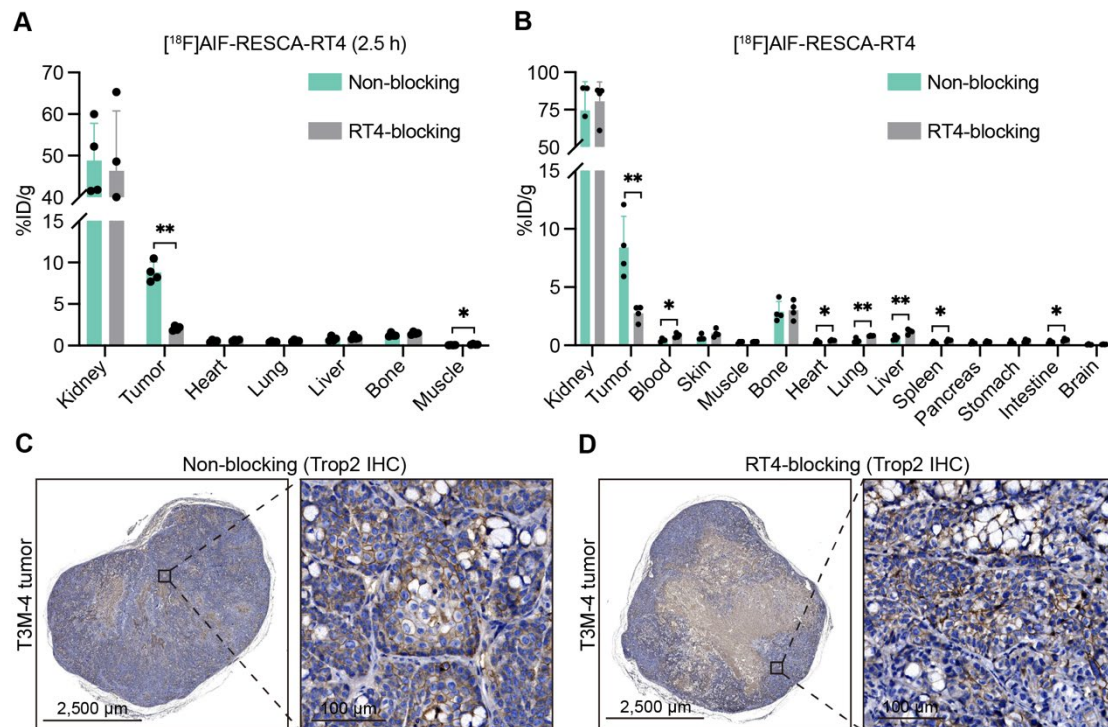 A
[¹⁸F]AlF-RESCA-RT4 (2.5 h)
Non-blocking
RT4-blocking
%ID/g
70
60
50
40
15
10
5
0
**
*
Kidney
Tumor
Heart
Lung
Liver
Bone
Muscle
B
[¹⁸F]AlF-RESCA-RT4
Non-blocking
RT4-blocking
%ID/g
100
75
50
15
10
5
0
**
*
*
**
**
*
*
Kidney
Tumor
Blood
Skin
Muscle
Bone
Heart
Lung
Liver
Spleen
Pancreas
Stomach
Intestine
Brain
C
Non-blocking (Trop2 IHC)
T3M-4 tumor
2,500 µm
100 µm
D
RT4-blocking (Trop2 IHC)
T3M-4 tumor
2,500 µm
100 µm